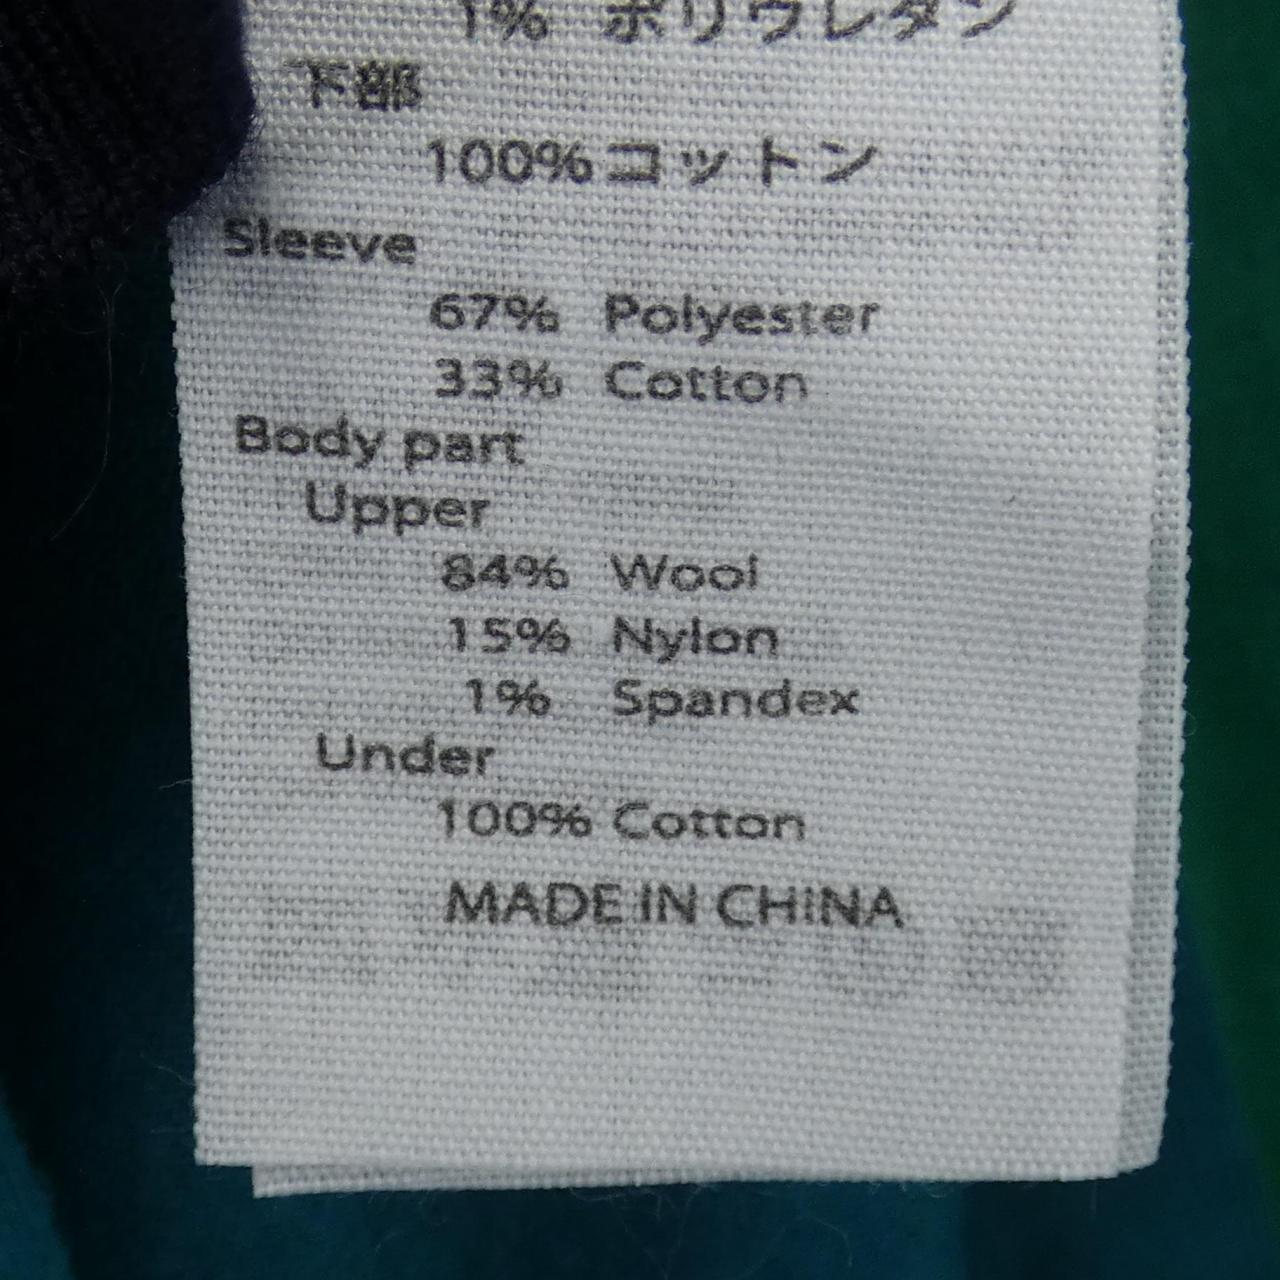 1% ポリウレタン
下部
100% コットン
Sleeve
67% Polyester
33% Cotton
Body part
Upper
84% Wool
15% Nylon
1% Spandex
Under
100% Cotton
MADE IN CHINA